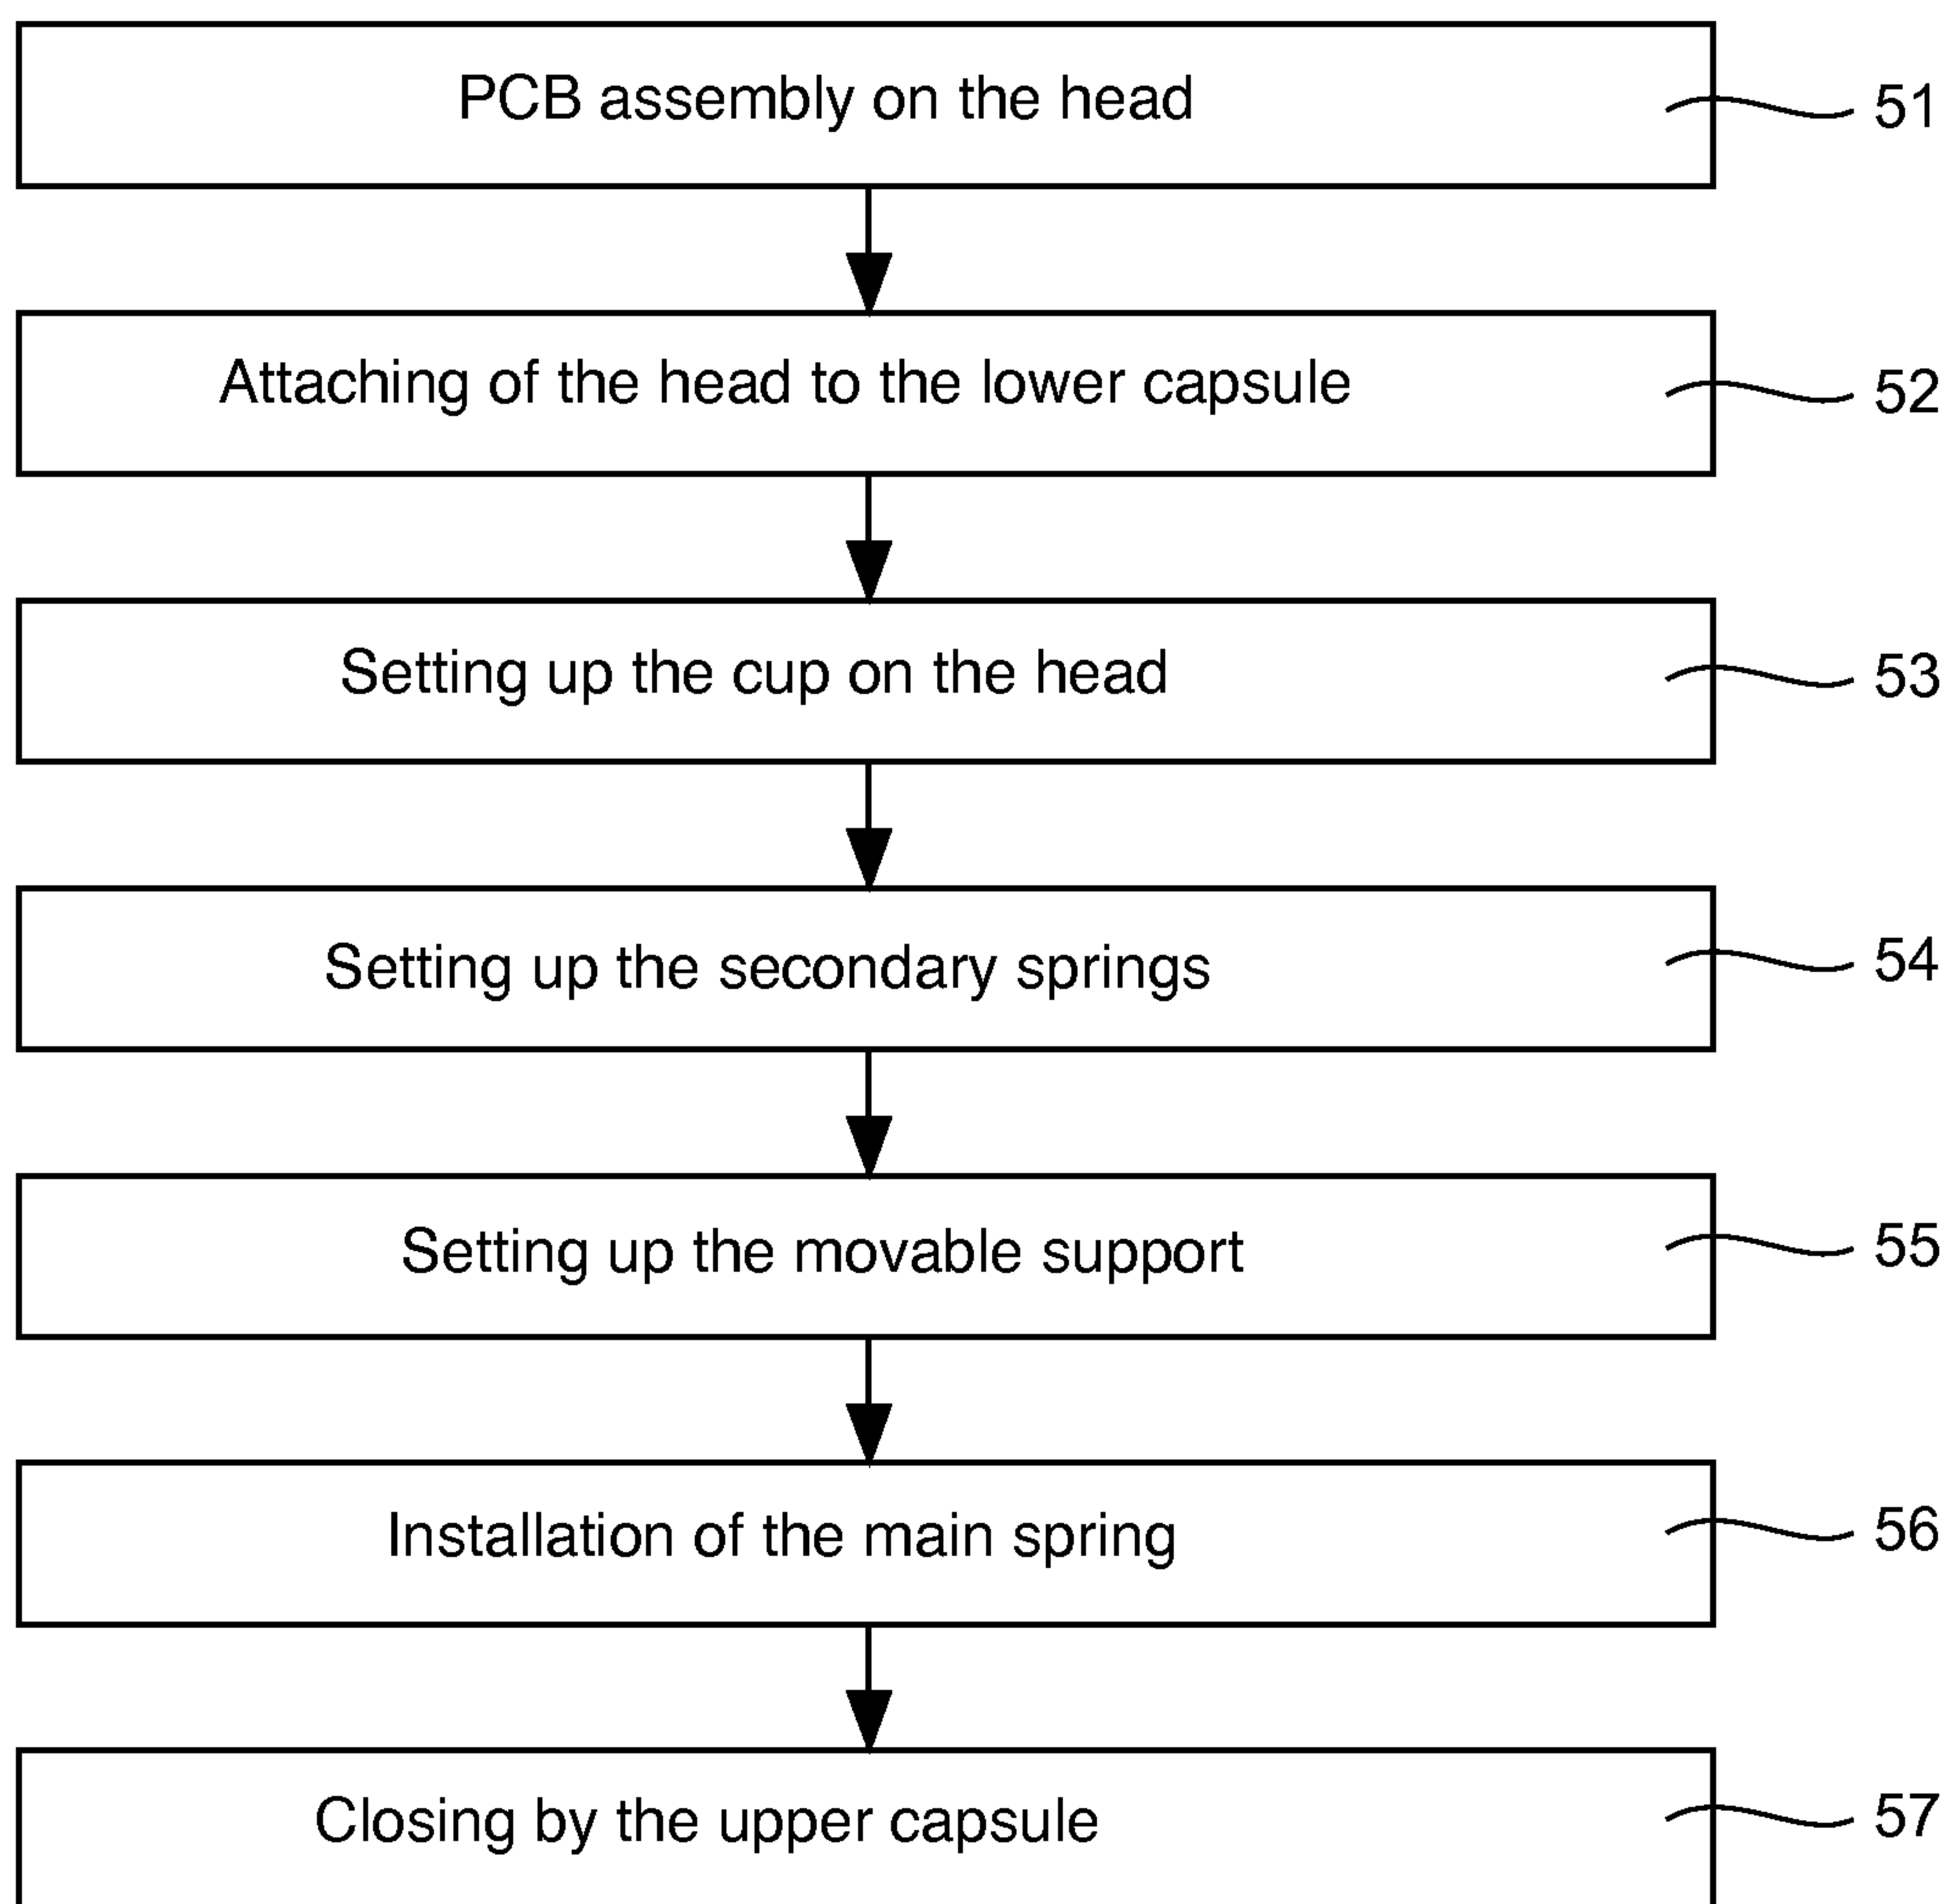 PCB assembly on the head 51
Attaching of the head to the lower capsule 52
Setting up the cup on the head 53
Setting up the secondary springs 54
Setting up the movable support 55
Installation of the main spring 56
Closing by the upper capsule 57